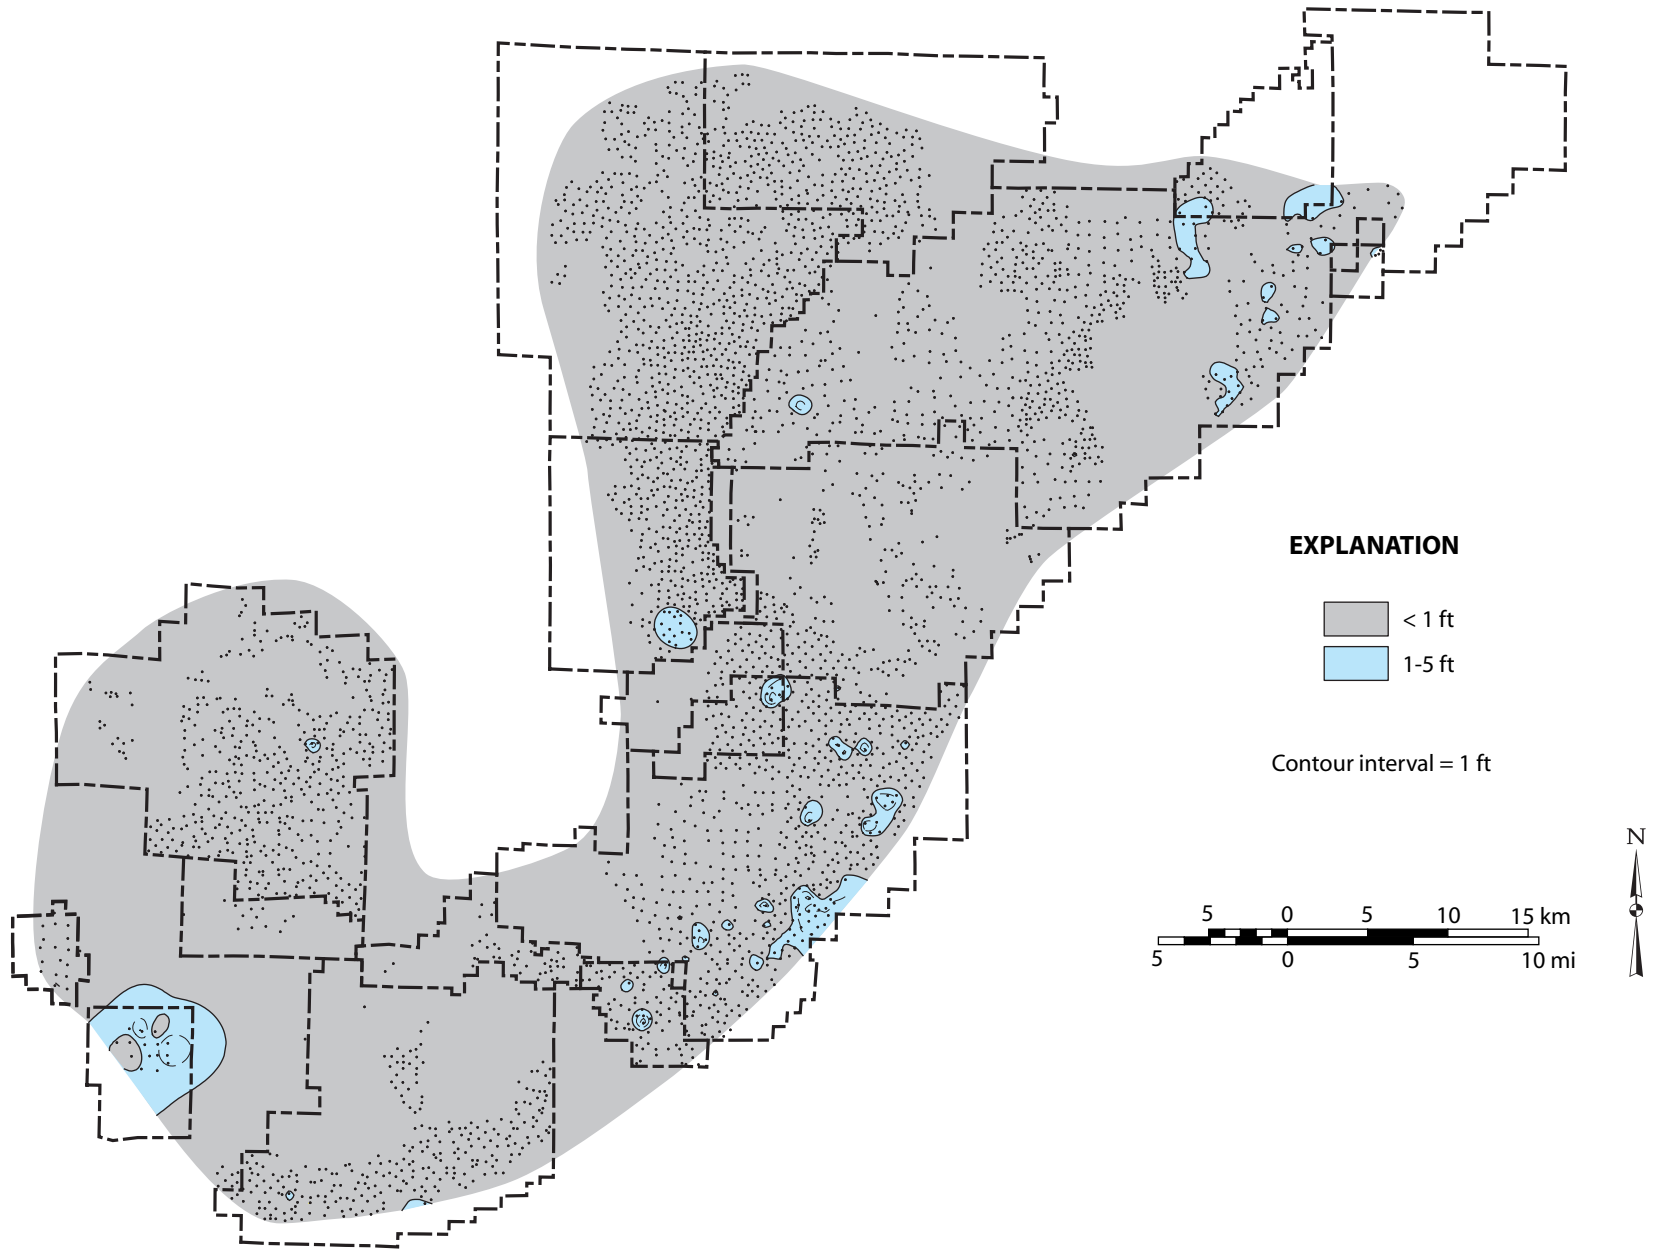 EXPLANATION
< 1 ft
1-5 ft
Contour interval = 1 ft
N
5 0 5 10 15 km
5 0 5 10 mi